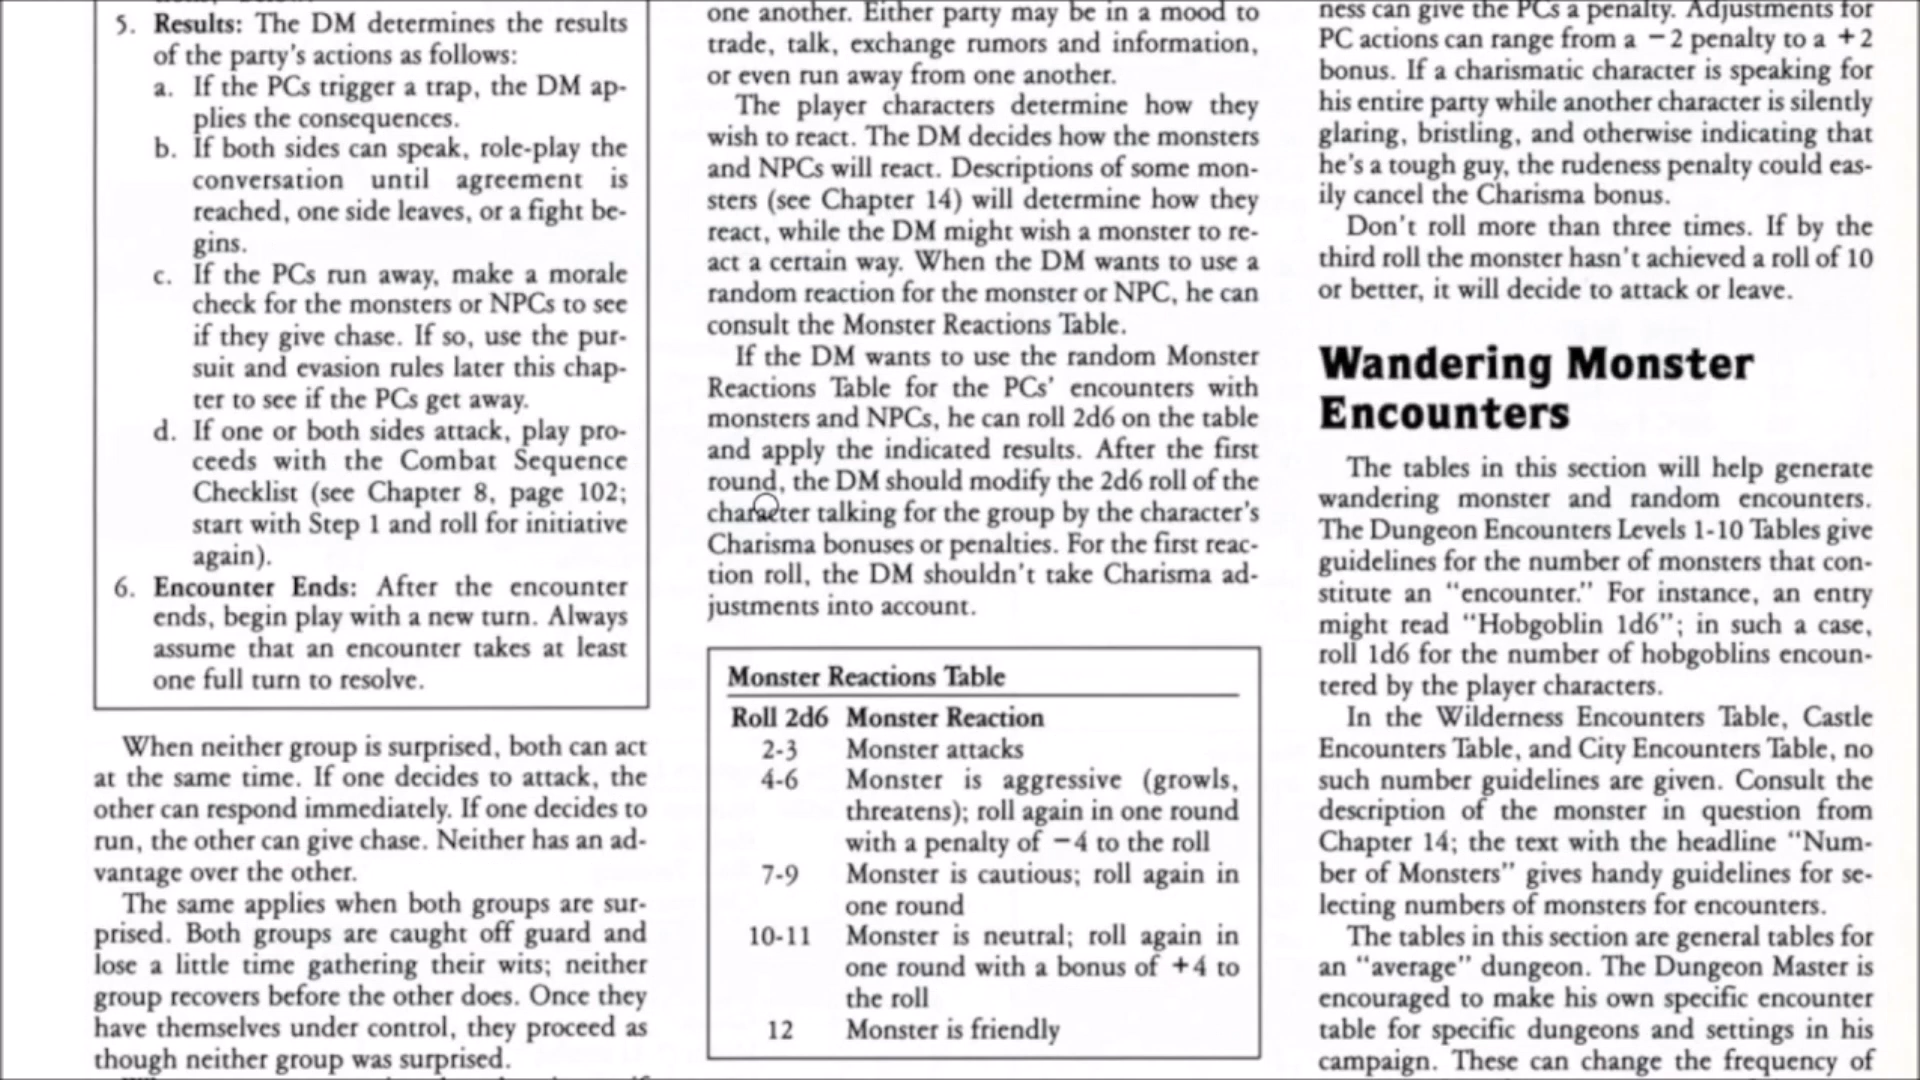 5. Results: The DM determines the results
of the party's actions as follows:
a. If the PCs trigger a trap, the DM ap-
plies the consequences.
b. If both sides can speak, role-play the
conversation until agreement is
reached, one side leaves, or a fight be-
gins.
c. If the PCs run away, make a morale
check for the monsters or NPCs to see
if they give chase. If so, use the pur-
suit and evasion rules later this chap-
ter to see if the PCs get away.
d. If one or both sides attack, play pro-
ceeds with the Combat Sequence
Checklist (see Chapter 8, page 102;
start with Step 1 and roll for initiative
again).
6. Encounter Ends: After the encounter
ends, begin play with a new turn. Always
assume that an encounter takes at least
one full turn to resolve.
When neither group is surprised, both can act
at the same time. If one decides to attack, the
other can respond immediately. If one decides to
run, the other can give chase. Neither has an ad-
vantage over the other.
The same applies when both groups are sur-
prised. Both groups are caught off guard and
lose a little time gathering their wits; neither
group recovers before the other does. Once they
have themselves under control, they proceed as
though neither group was surprised.
one another. Either party may be in a mood to
trade, talk, exchange rumors and information,
or even run away from one another.
The player characters determine how they
wish to react. The DM decides how the monsters
and NPCs will react. Descriptions of some mon-
sters (see Chapter 14) will determine how they
react, while the DM might wish a monster to re-
act a certain way. When the DM wants to use a
random reaction for the monster or NPC, he can
consult the Monster Reactions Table.
If the DM wants to use the random Monster
Reactions Table for the PCs' encounters with
monsters and NPCs, he can roll 2d6 on the table
and apply the indicated results. After the first
round, the DM should modify the 2d6 roll of the
character talking for the group by the character's
Charisma bonuses or penalties. For the first reac-
tion roll, the DM shouldn't take Charisma ad-
justments into account.
Monster Reactions Table
Roll 2d6 Monster Reaction
2-3 Monster attacks
4-6 Monster is aggressive (growls,
threatens); roll again in one round
with a penalty of −4 to the roll
7-9 Monster is cautious; roll again in
one round
10-11 Monster is neutral; roll again in
one round with a bonus of +4 to
the roll
12 Monster is friendly
ness can give the PCs a penalty. Adjustments for
PC actions can range from a −2 penalty to a +2
bonus. If a charismatic character is speaking for
his entire party while another character is silently
glaring, bristling, and otherwise indicating that
he's a tough guy, the rudeness penalty could eas-
ily cancel the Charisma bonus.
Don't roll more than three times. If by the
third roll the monster hasn't achieved a roll of 10
or better, it will decide to attack or leave.
Wandering Monster
Encounters
The tables in this section will help generate
wandering monster and random encounters.
The Dungeon Encounters Levels 1-10 Tables give
guidelines for the number of monsters that con-
stitute an "encounter." For instance, an entry
might read "Hobgoblin 1d6"; in such a case,
roll 1d6 for the number of hobgoblins encoun-
tered by the player characters.
In the Wilderness Encounters Table, Castle
Encounters Table, and City Encounters Table, no
such number guidelines are given. Consult the
description of the monster in question from
Chapter 14; the text with the headline "Num-
ber of Monsters" gives handy guidelines for se-
lecting numbers of monsters for encounters.
The tables in this section are general tables for
an "average" dungeon. The Dungeon Master is
encouraged to make his own specific encounter
table for specific dungeons and settings in his
campaign. These can change the frequency of